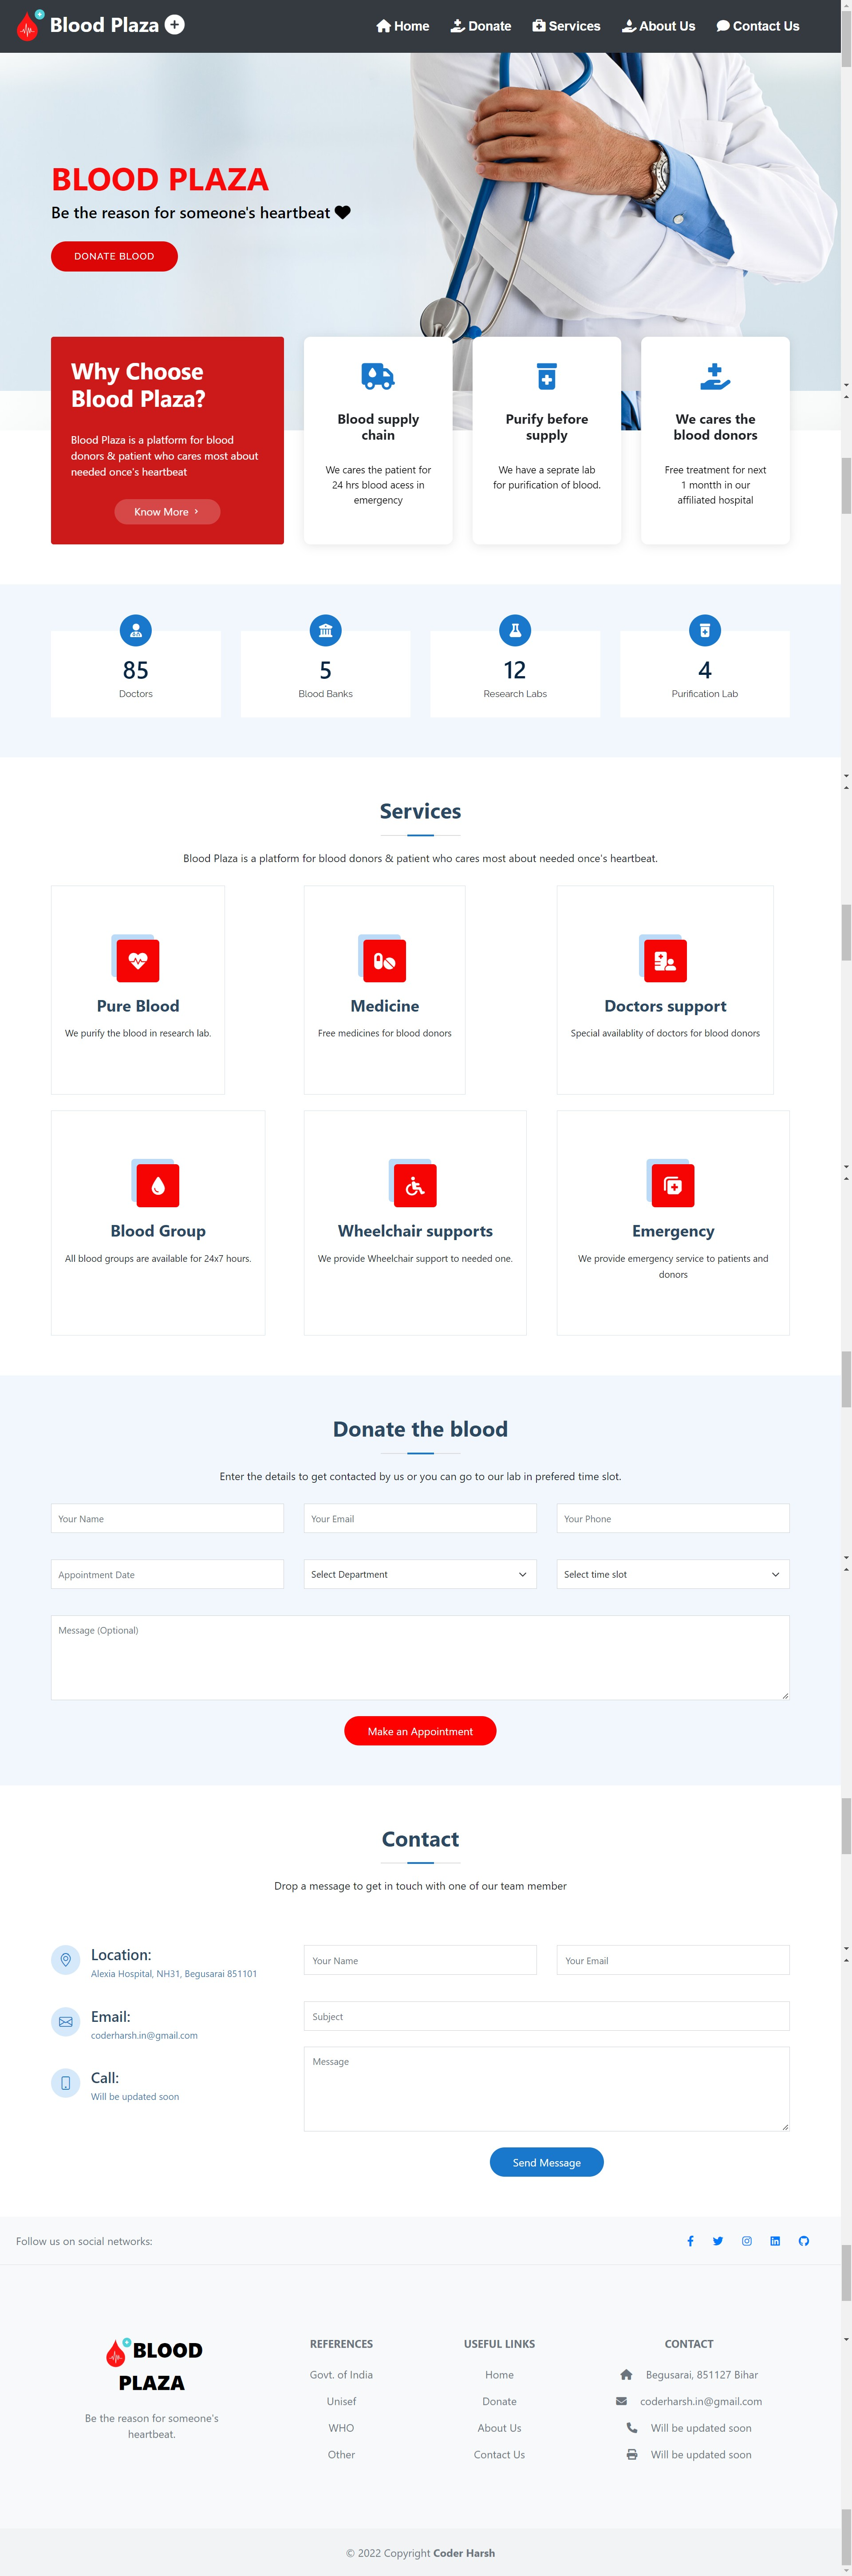 Blood Plaza
Home Donate Services About Us Contact Us
BLOOD PLAZA
Be the reason for someone's heartbeat
DONATE BLOOD
Why Choose
Blood Plaza?
Blood Plaza is a platform for blood
donors & patient who cares most about
needed once's heartbeat
Know More
Blood supply
chain
We cares the patient for
24 hrs blood acess in
emergency
Purify before
supply
We have a seprate lab
for purification of blood.
We cares the
blood donors
Free treatment for next
1 montth in our
affiliated hospital
85
Doctors
5
Blood Banks
12
Research Labs
4
Purification Lab
Services
Blood Plaza is a platform for blood donors & patient who cares most about needed once's heartbeat.
Pure Blood
We purify the blood in research lab.
Medicine
Free medicines for blood donors
Doctors support
Special availablity of doctors for blood donors
Blood Group
All blood groups are available for 24x7 hours.
Wheelchair supports
We provide Wheelchair support to needed one.
Emergency
We provide emergency service to patients and
donors
Donate the blood
Enter the details to get contacted by us or you can go to our lab in prefered time slot.
Your Name
Your Email
Your Phone
Appointment Date
Select Department
Select time slot
Message (Optional)
Make an Appointment
Contact
Drop a message to get in touch with one of our team member
Location:
Alexia Hospital, NH31, Begusarai 851101
Email:
coderharsh.in@gmail.com
Call:
Will be updated soon
Your Name
Your Email
Subject
Message
Send Message
Follow us on social networks:
BLOOD
PLAZA
Be the reason for someone's
heartbeat.
REFERENCES
Govt. of India
Unisef
WHO
Other
USEFUL LINKS
Home
Donate
About Us
Contact Us
CONTACT
Begusarai, 851127 Bihar
coderharsh.in@gmail.com
Will be updated soon
Will be updated soon
© 2022 Copyright Coder Harsh